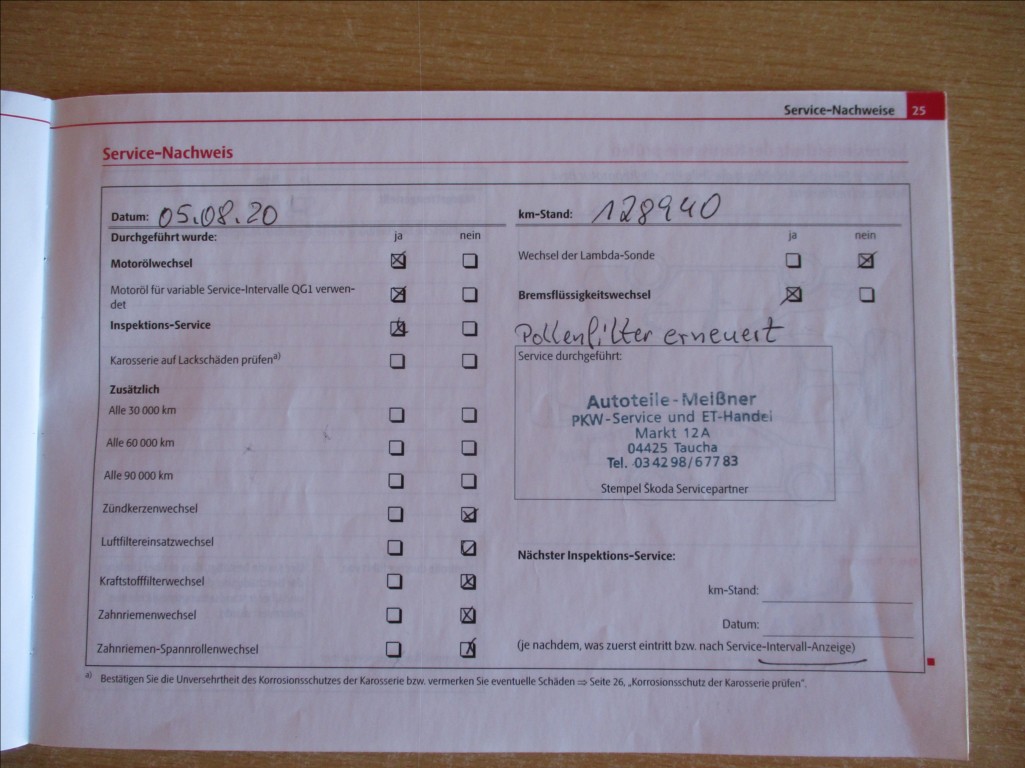 Service-Nachweise 25
Service-Nachweis
Datum: 05.08.20
km-Stand: 128940
Durchgeführt wurde: ja nein
Motorölwechsel
Motoröl für variable Service-Intervalle QG1 verwen-
det
Inspektions-Service
Karosserie auf Lackschäden prüfen a)
Zusätzlich
Alle 30 000 km
Alle 60 000 km
Alle 90 000 km
Zündkerzenwechsel
Luftfiltereinsatzwechsel
Kraftstofffilterwechsel
Zahnriemenwechsel
Zahnriemen-Spannrollenwechsel
ja nein
Wechsel der Lambda-Sonde
Bremsflüssigkeitswechsel
Pollenfilter erneuert
Service durchgeführt:
Autoteile-Meißner
PKW-Service und ET-Handel
Markt 12A
04425 Taucha
Tel. 034298/67783
Stempel Škoda Servicepartner
Nächster Inspektions-Service:
km-Stand:
Datum:
(je nachdem, was zuerst eintritt bzw. nach Service-Intervall-Anzeige)
a) Bestätigen Sie die Unversehrtheit des Korrosionsschutzes der Karosserie bzw. vermerken Sie eventuelle Schäden ⇒ Seite 26, „Korrosionsschutz der Karosserie prüfen“.